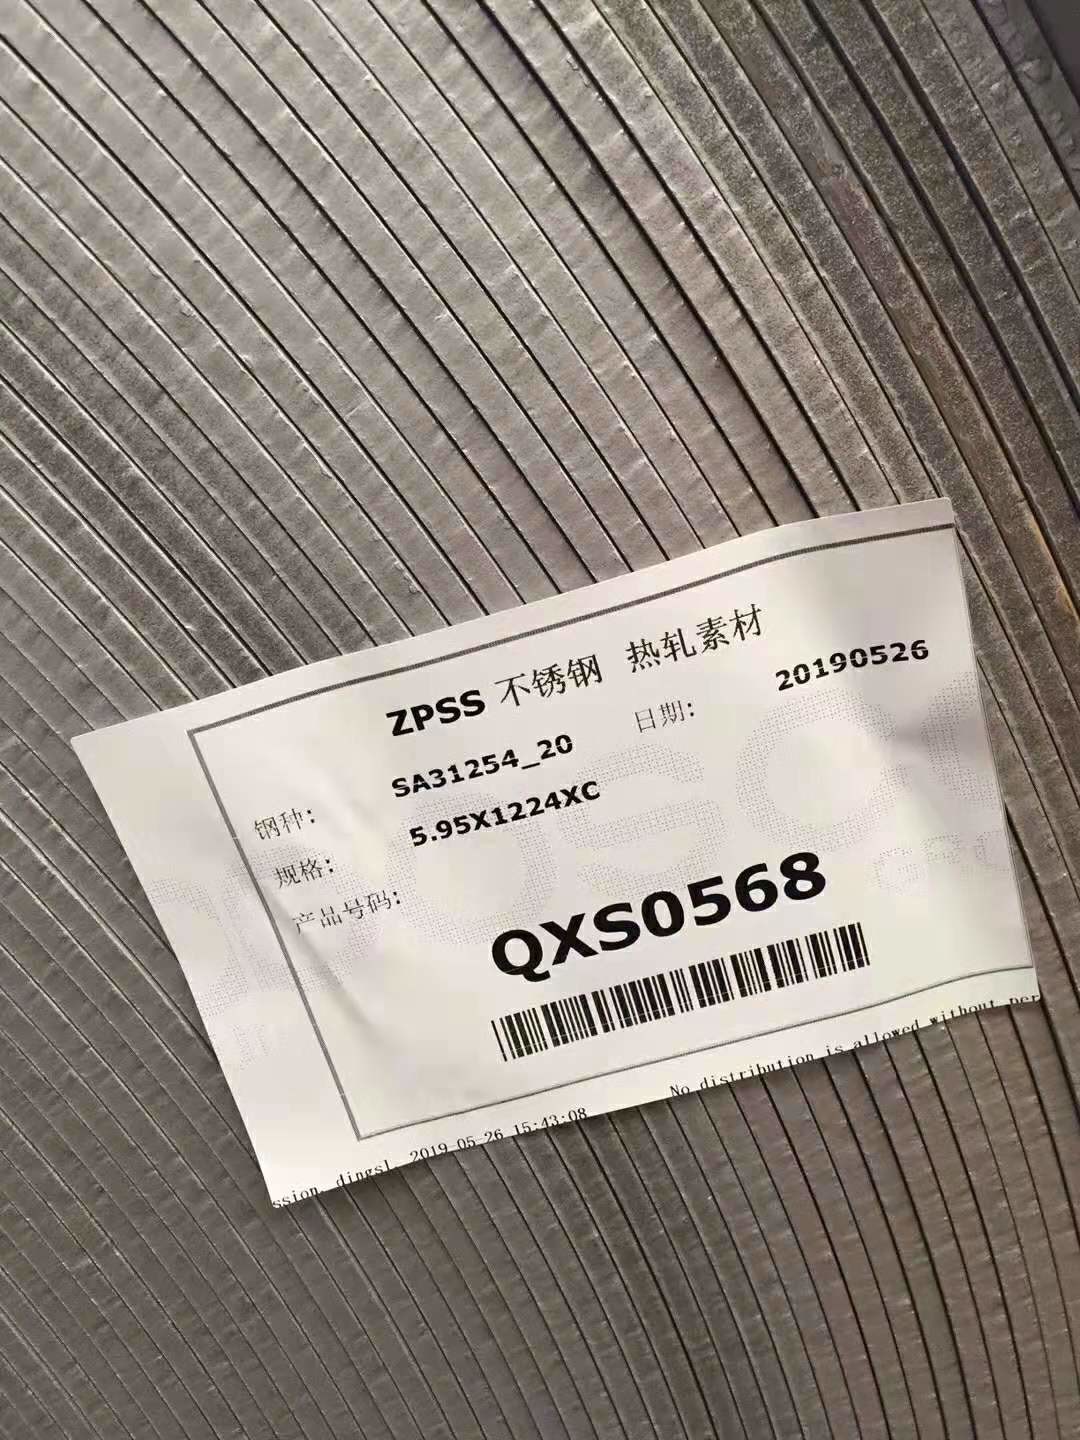 ZPSS 不锈钢 热轧素材
钢种: SA31254_20 日期: 20190526
规格: 5.95X1224XC
产品号码: QXS0568
No distribution is allowed without per
ssion. dingsl. 2019-05-26 15:43:08